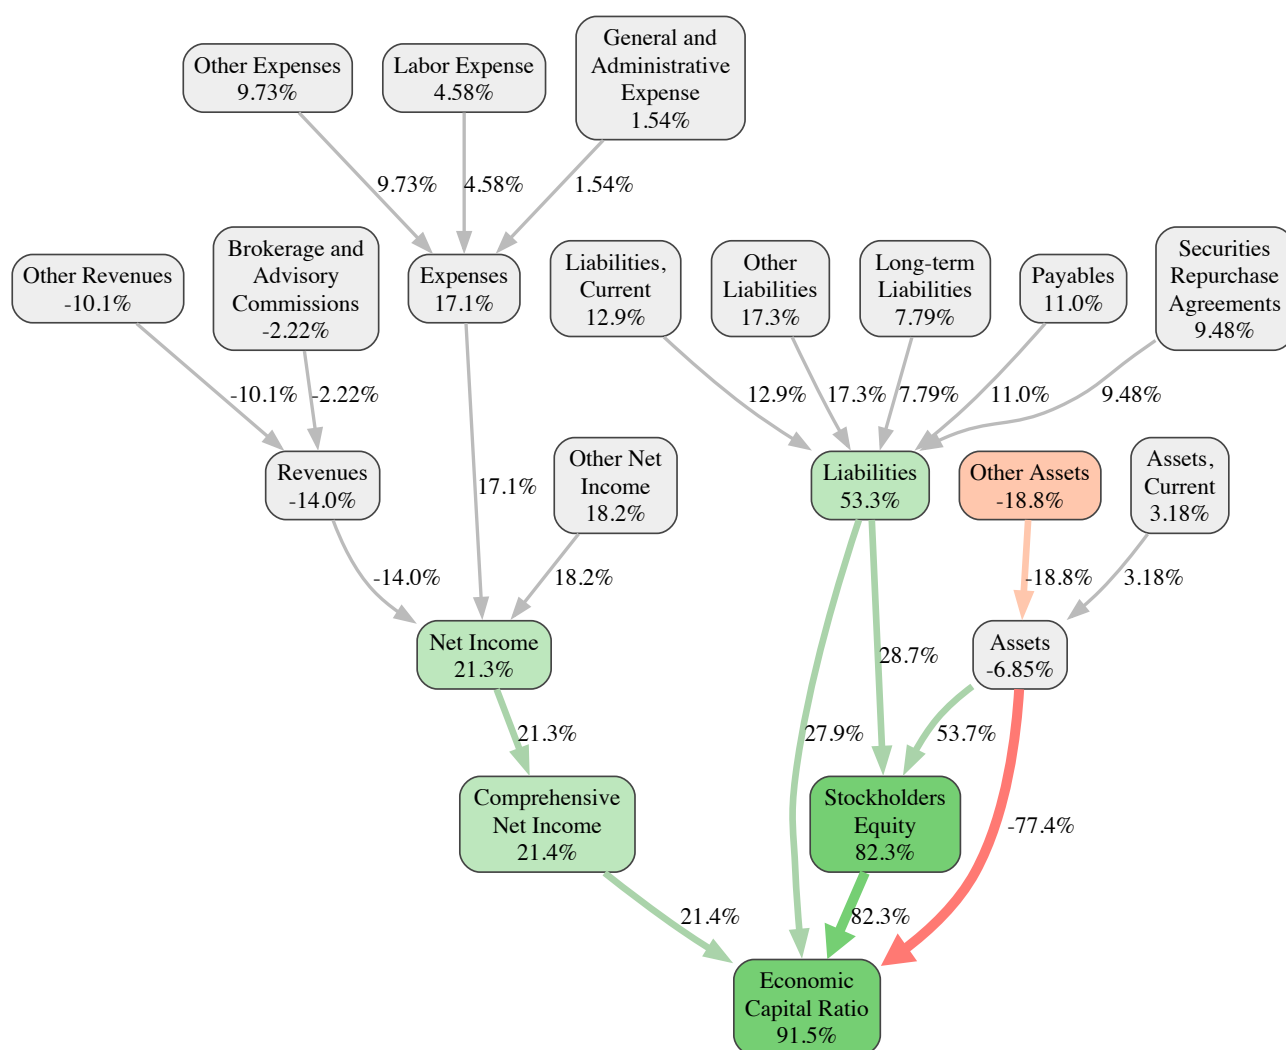 General and
Administrative
Expense
1.54%
Other Expenses
9.73%
Labor Expense
4.58%
9.73%
4.58%
1.54%
Other Revenues
-10.1%
Brokerage and
Advisory
Commissions
-2.22%
Expenses
17.1%
Liabilities,
Current
12.9%
Other
Liabilities
17.3%
Long-term
Liabilities
7.79%
Payables
11.0%
Securities
Repurchase
Agreements
9.48%
-10.1%
-2.22%
12.9%
17.3%
7.79%
11.0%
9.48%
Revenues
-14.0%
17.1%
Other Net
Income
18.2%
Liabilities
53.3%
Other Assets
-18.8%
Assets,
Current
3.18%
-14.0%
18.2%
-18.8%
3.18%
Net Income
21.3%
28.7%
Assets
-6.85%
21.3%
27.9%
53.7%
Comprehensive
Net Income
21.4%
Stockholders
Equity
82.3%
-77.4%
21.4%
82.3%
Economic
Capital Ratio
91.5%